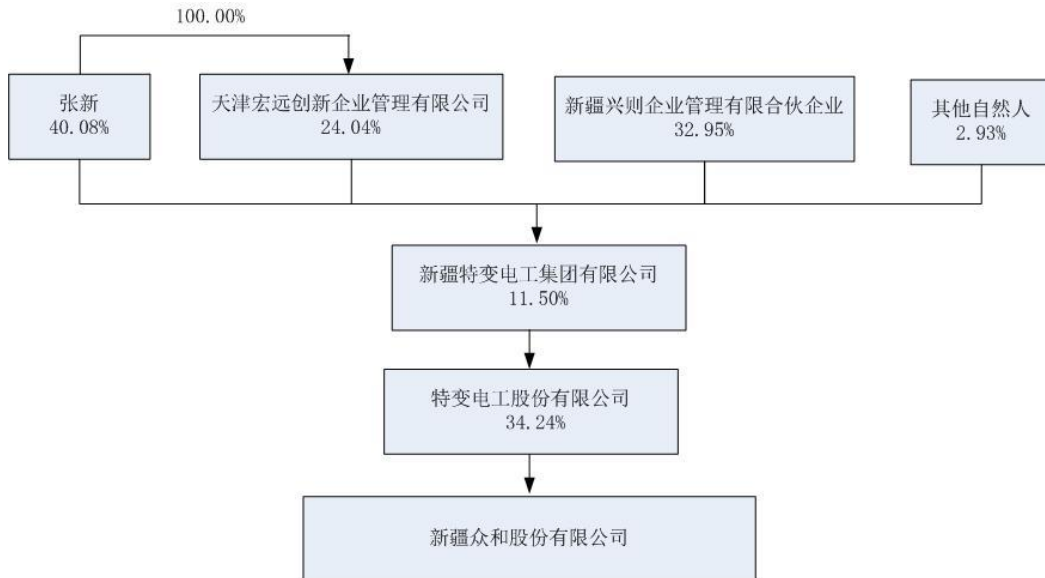 100.00%
张新
40.08%
天津宏远创新企业管理有限公司
24.04%
新疆兴则企业管理有限合伙企业
32.95%
其他自然人
2.93%
新疆特变电工集团有限公司
11.50%
特变电工股份有限公司
34.24%
新疆众和股份有限公司